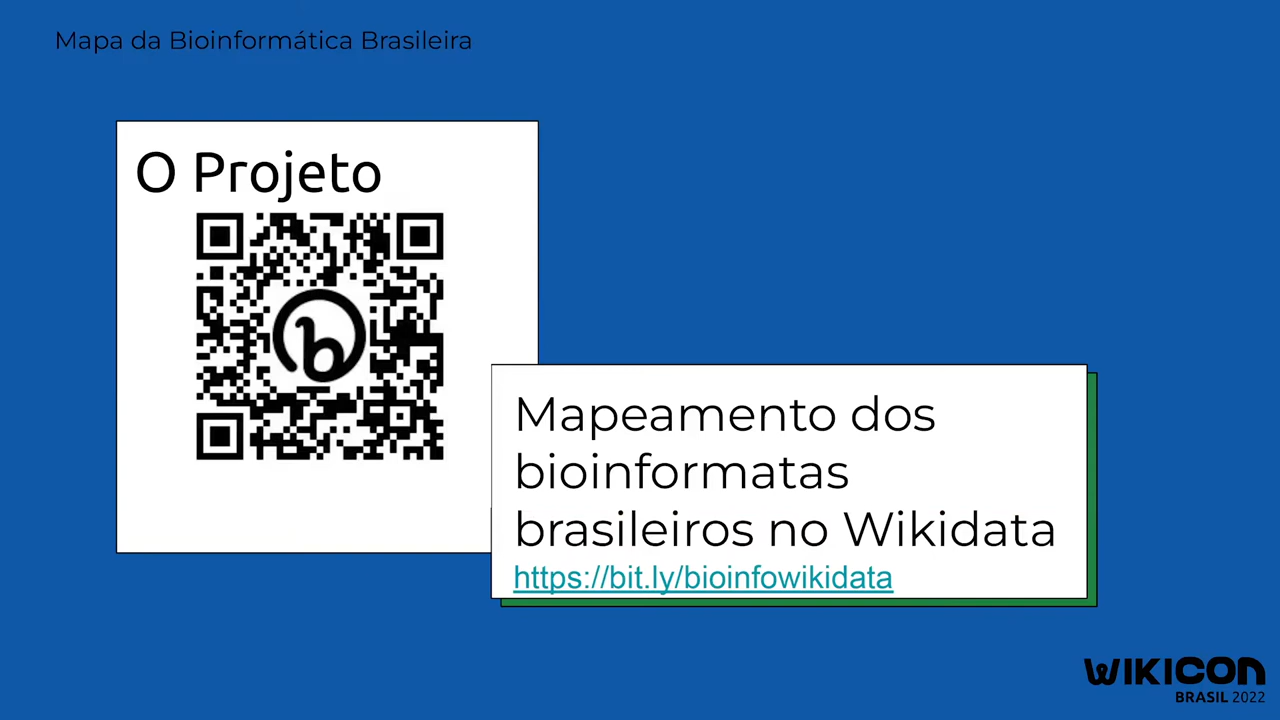 Mapa da Bioinformática Brasileira
O Projeto
b
Mapeamento dos
bioinformatas
brasileiros no Wikidata
https://bit.ly/bioinfowikidata
WIKICON
BRASIL 2022